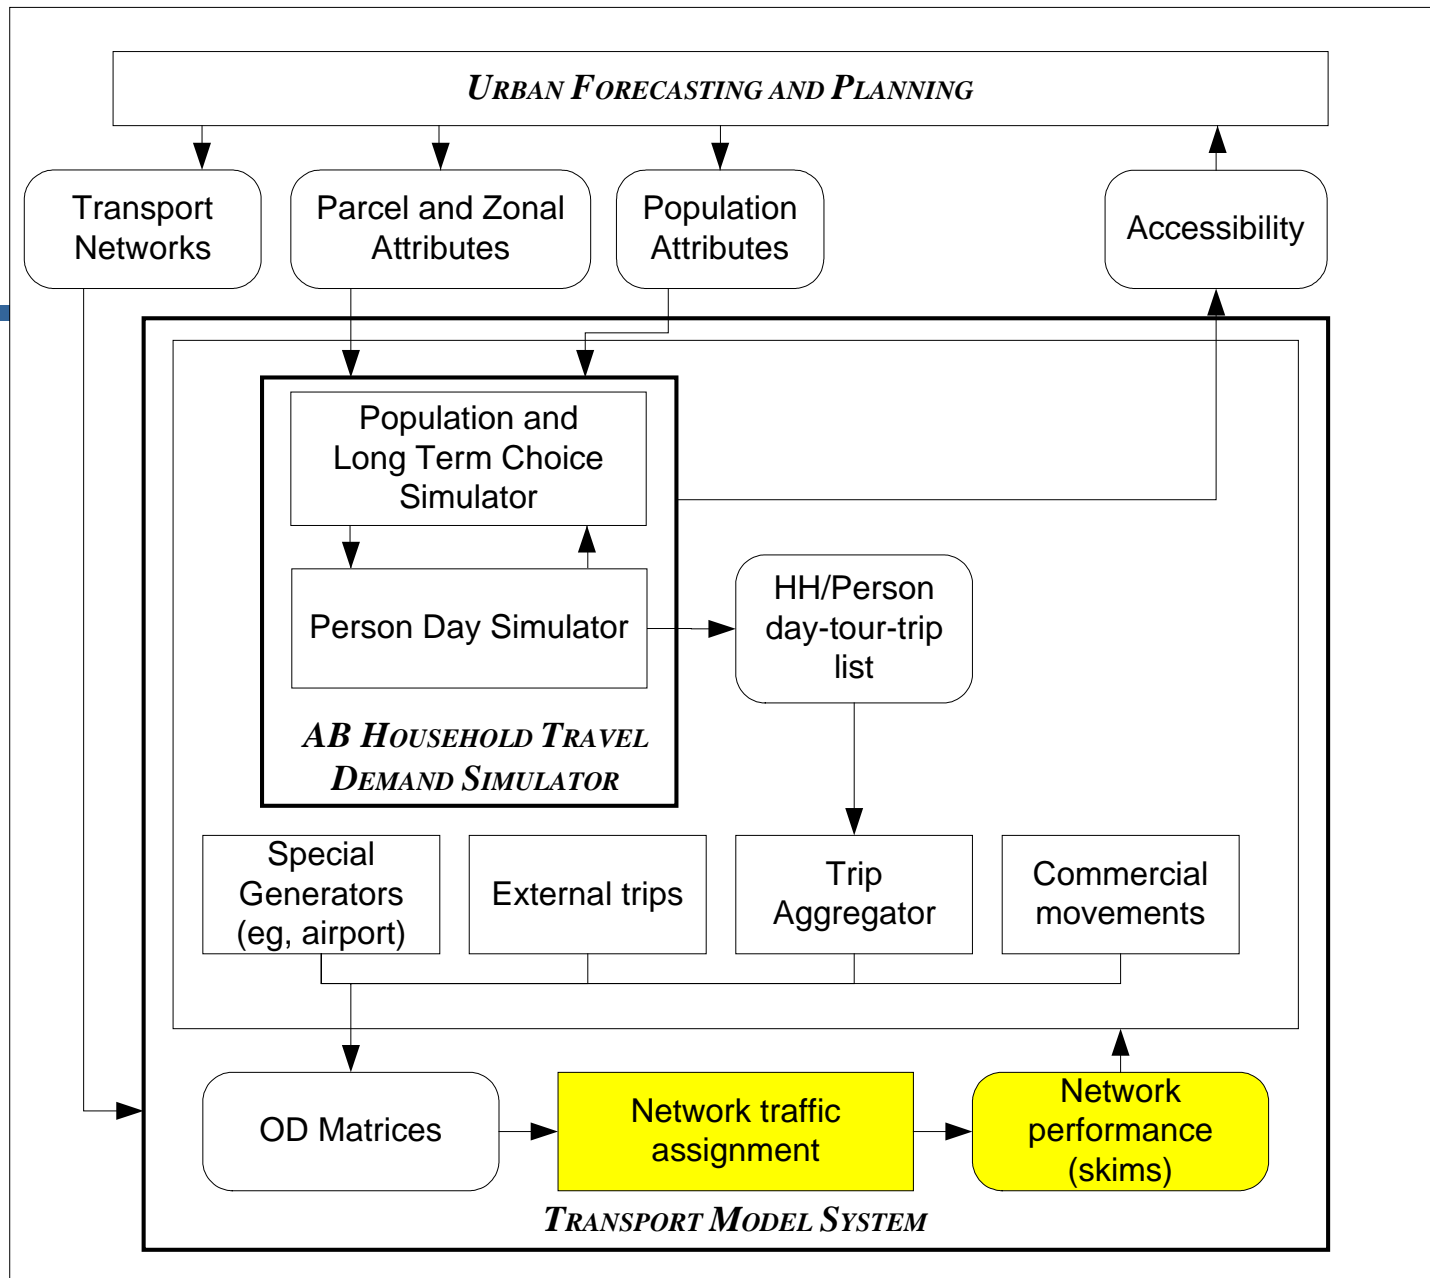 URBAN FORECASTING AND PLANNING
Transport
Networks
Parcel and Zonal
Attributes
Population
Attributes
Accessibility
Population and
Long Term Choice
Simulator
Person Day Simulator
HH/Person
day-tour-trip
list
AB HOUSEHOLD TRAVEL
DEMAND SIMULATOR
Special
Generators
(eg, airport)
External trips
Trip
Aggregator
Commercial
movements
OD Matrices
Network traffic
assignment
Network
performance
(skims)
TRANSPORT MODEL SYSTEM